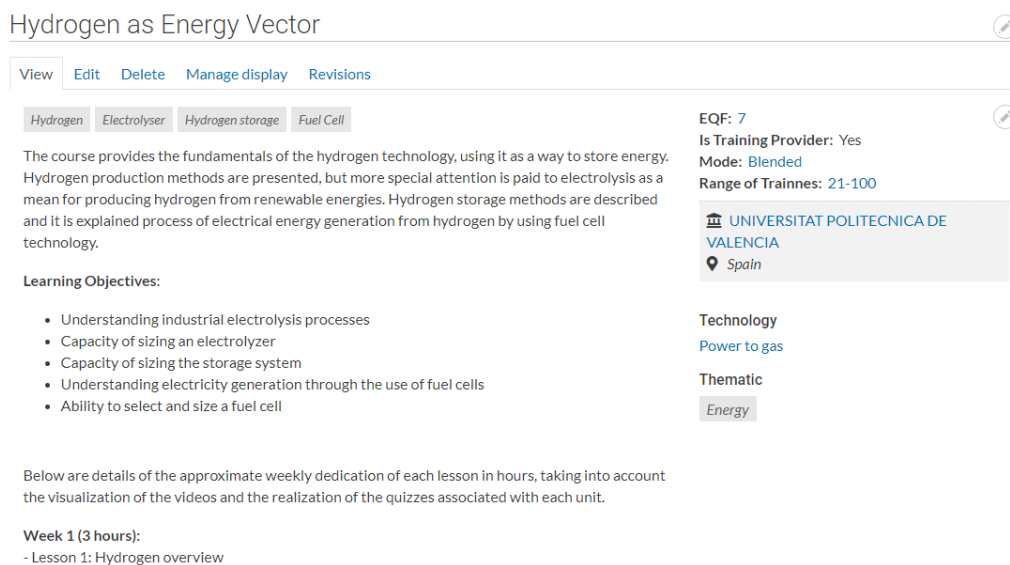 Hydrogen as Energy Vector
View Edit Delete Manage display Revisions
Hydrogen Electrolyser Hydrogen storage Fuel Cell
The course provides the fundamentals of the hydrogen technology, using it as a way to store energy.
Hydrogen production methods are presented, but more special attention is paid to electrolysis as a
mean for producing hydrogen from renewable energies. Hydrogen storage methods are described
and it is explained process of electrical energy generation from hydrogen by using fuel cell
technology.
Learning Objectives:
• Understanding industrial electrolysis processes
• Capacity of sizing an electrolyzer
• Capacity of sizing the storage system
• Understanding electricity generation through the use of fuel cells
• Ability to select and size a fuel cell
Below are details of the approximate weekly dedication of each lesson in hours, taking into account
the visualization of the videos and the realization of the quizzes associated with each unit.
Week 1 (3 hours):
- Lesson 1: Hydrogen overview
EQF: 7
Is Training Provider: Yes
Mode: Blended
Range of Trainnes: 21-100
UNIVERSITAT POLITECNICA DE
VALENCIA
Spain
Technology
Power to gas
Thematic
Energy